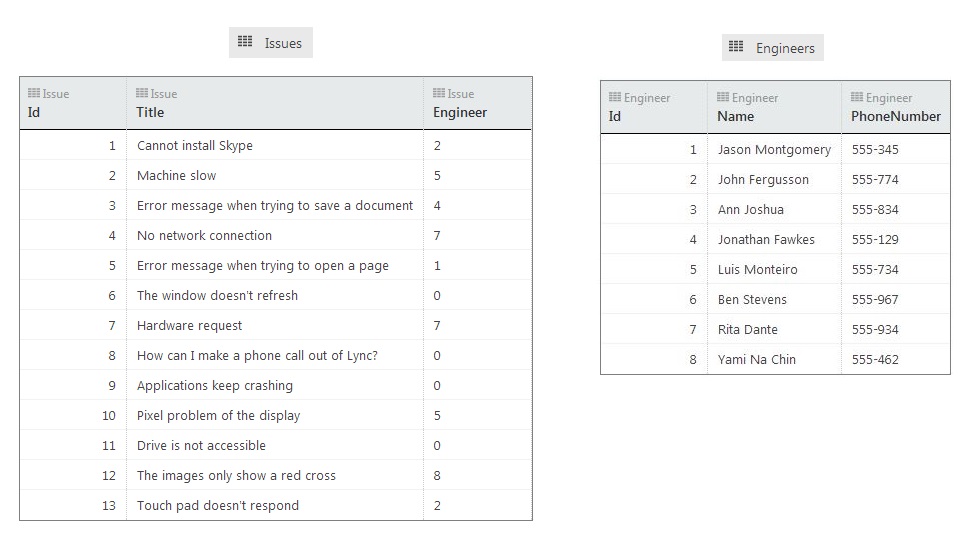 Issues
Issue Issue Issue
Id Title Engineer
1 Cannot install Skype 2
2 Machine slow 5
3 Error message when trying to save a document 4
4 No network connection 7
5 Error message when trying to open a page 1
6 The window doesn't refresh 0
7 Hardware request 7
8 How can I make a phone call out of Lync? 0
9 Applications keep crashing 0
10 Pixel problem of the display 5
11 Drive is not accessible 0
12 The images only show a red cross 8
13 Touch pad doesn't respond 2
Engineers
Engineer Engineer Engineer
Id Name PhoneNumber
1 Jason Montgomery 555-345
2 John Fergusson 555-774
3 Ann Joshua 555-834
4 Jonathan Fawkes 555-129
5 Luis Monteiro 555-734
6 Ben Stevens 555-967
7 Rita Dante 555-934
8 Yami Na Chin 555-462